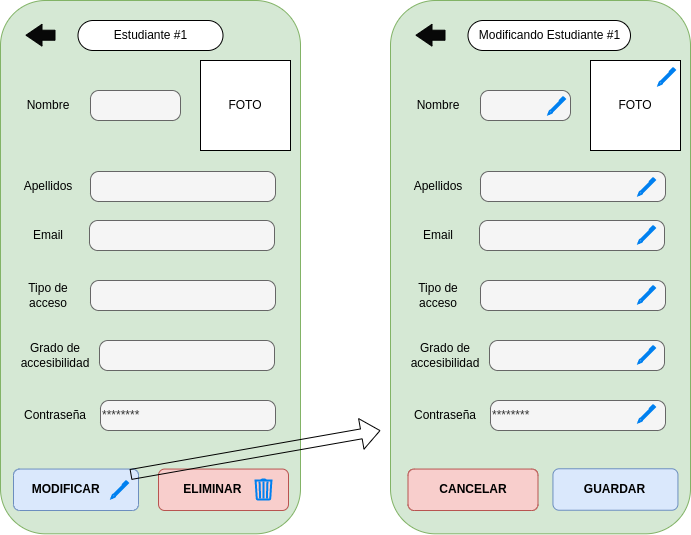 Estudiante #1
Nombre
FOTO
Apellidos
Email
Tipo de
acceso
Grado de
accesibilidad
Contraseña
********
MODIFICAR
ELIMINAR
Modificando Estudiante #1
Nombre
FOTO
Apellidos
Email
Tipo de
acceso
Grado de
accesibilidad
Contraseña
********
CANCELAR
GUARDAR